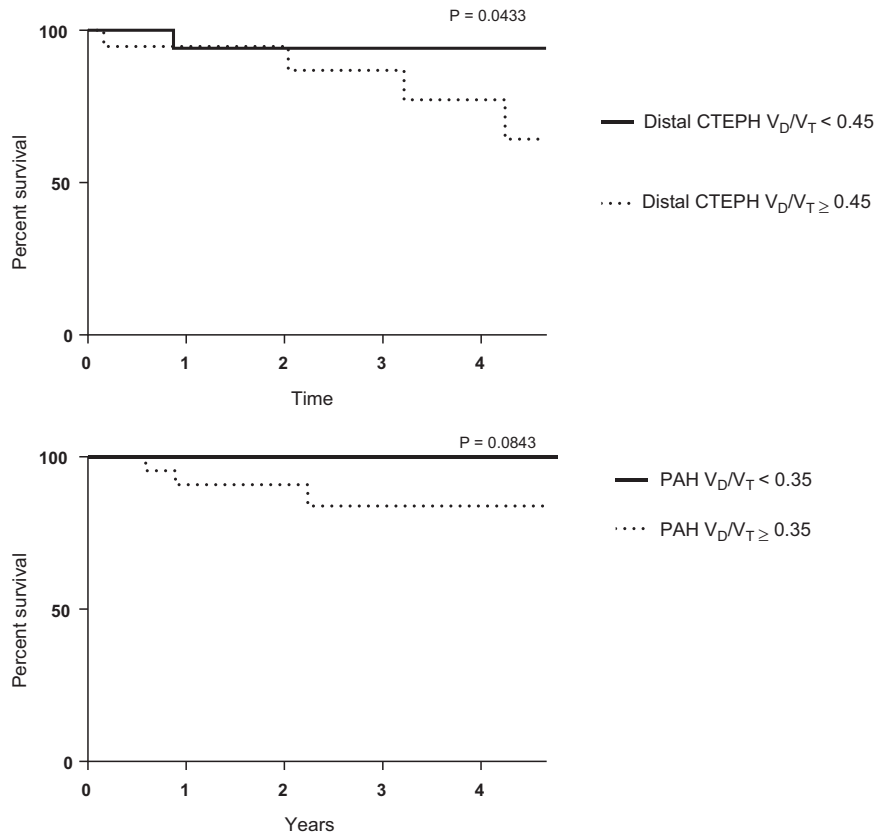 P = 0.0433
100
50
0
Percent survival
0 1 2 3 4
Time
Distal CTEPH VD/VT < 0.45
Distal CTEPH VD/VT ≥ 0.45
P = 0.0843
100
50
0
Percent survival
0 1 2 3 4
Years
PAH VD/VT < 0.35
PAH VD/VT ≥ 0.35